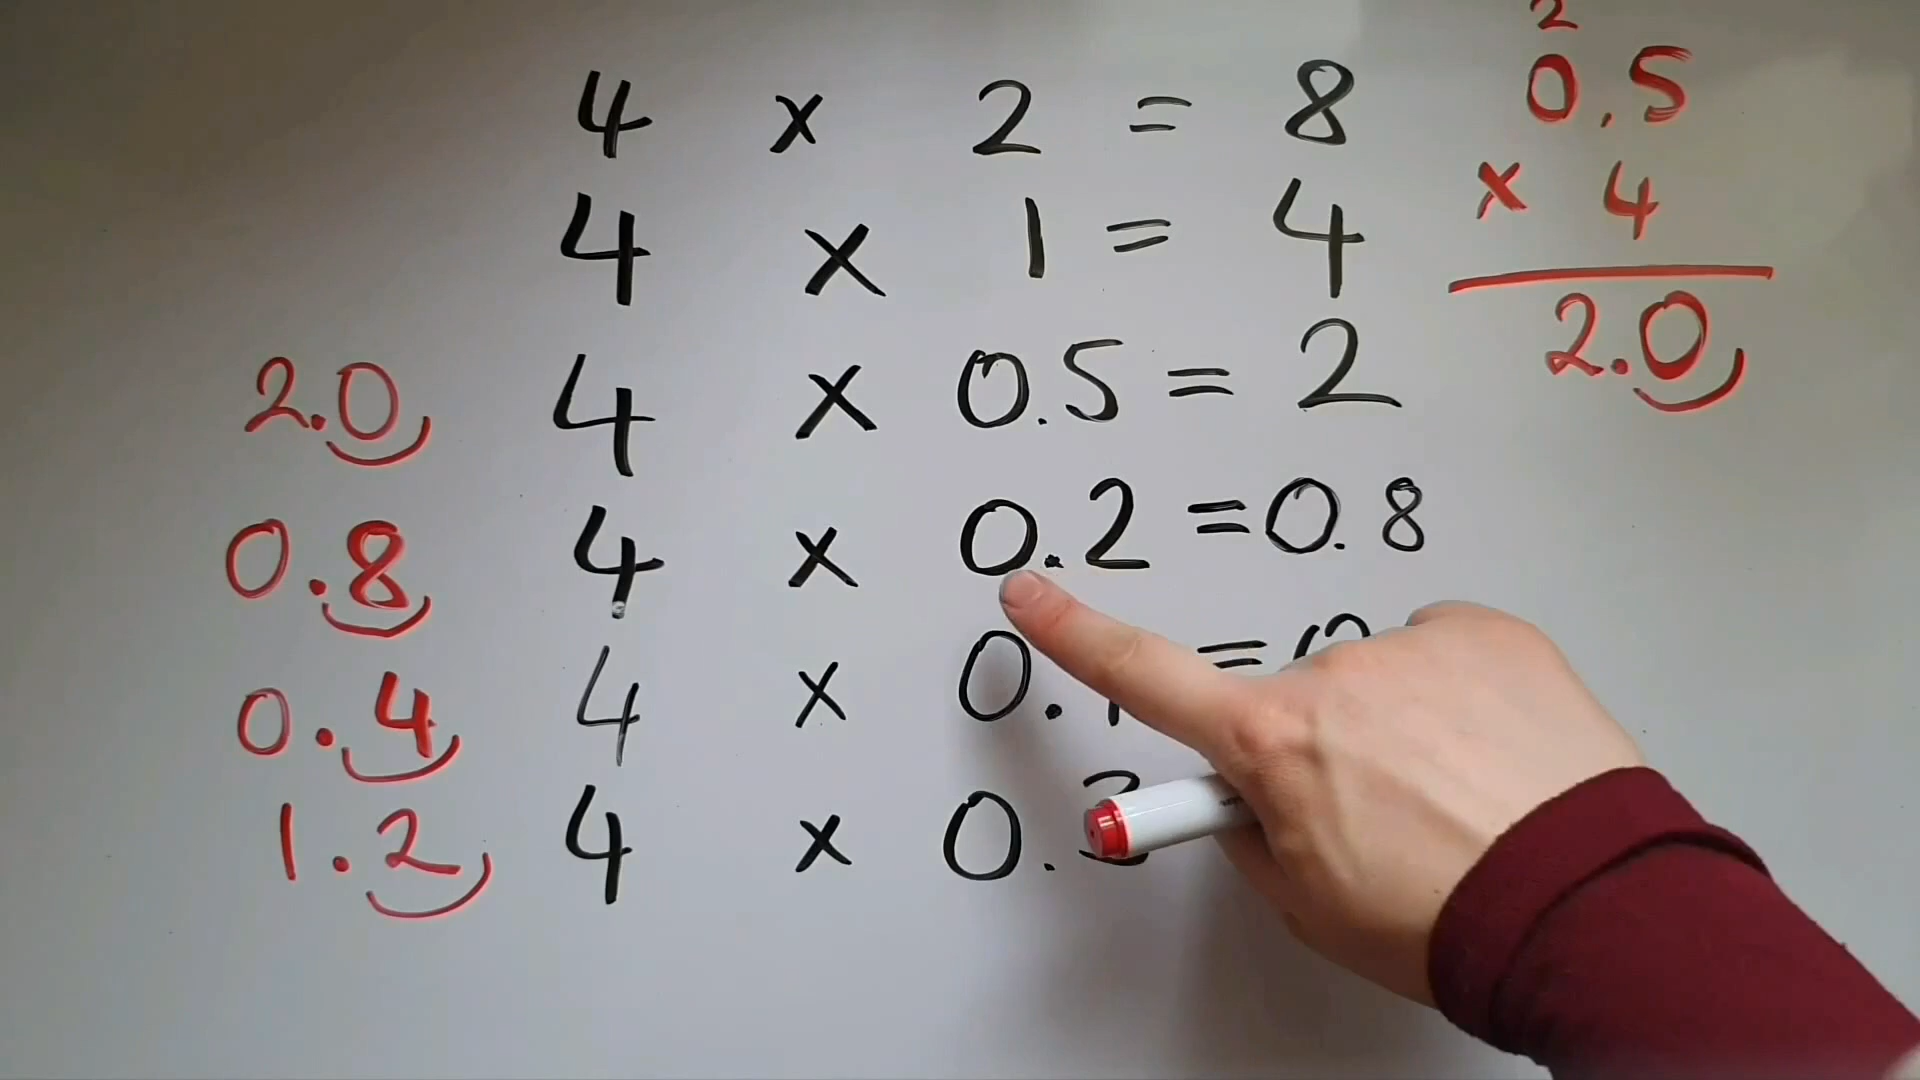 4 x 2 = 8
4 x 1 = 4
2.0 4 x 0.5 = 2
0.8 4 x 0.2 = 0.8
0.4 4 x 0. =
1.2 4 x 0.3
2
0.5
x 4
2.0